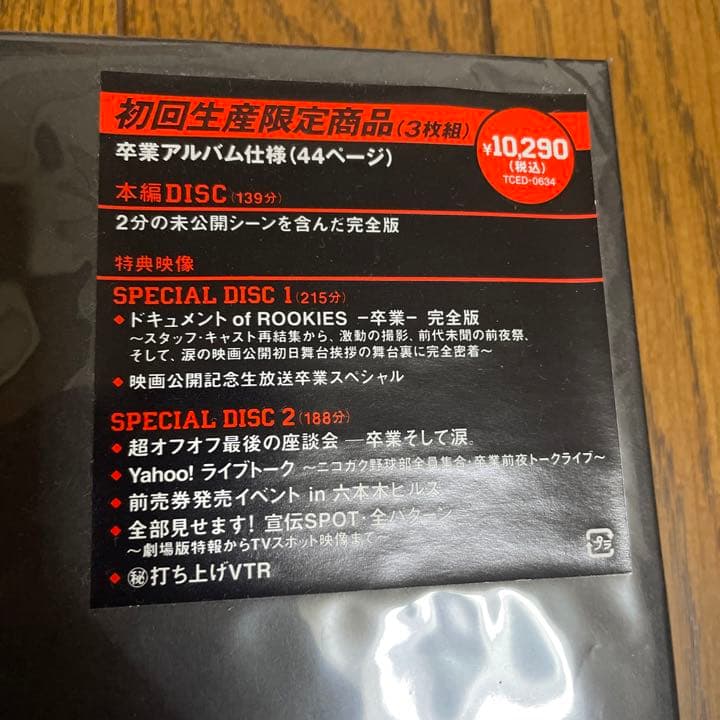 初回生産限定商品(3枚組)
¥10,290
(税込)
TCED-0634
卒業アルバム仕様(44ページ)
本編DISC(139分)
2分の未公開シーンを含んだ完全版
特典映像
SPECIAL DISC 1(215分)
◆ドキュメント of ROOKIES −卒業− 完全版
〜スタッフ・キャスト再結集から、激動の撮影、前代未聞の前夜祭、
そして、涙の映画公開初日舞台挨拶の舞台裏に完全密着〜
◆映画公開記念生放送卒業スペシャル
SPECIAL DISC 2(188分)
◆超オフオフ最後の座談会 ―卒業そして涙。
◆Yahoo! ライブトーク 〜ニコガク野球部全員集合・卒業前夜トークライブ〜
◆前売券発売イベント in 六本木ヒルズ
◆全部見せます! 宣伝SPOT・全パターン
〜劇場版特報からTVスポット映像まで〜
◆㊙打ち上げVTR
プラ